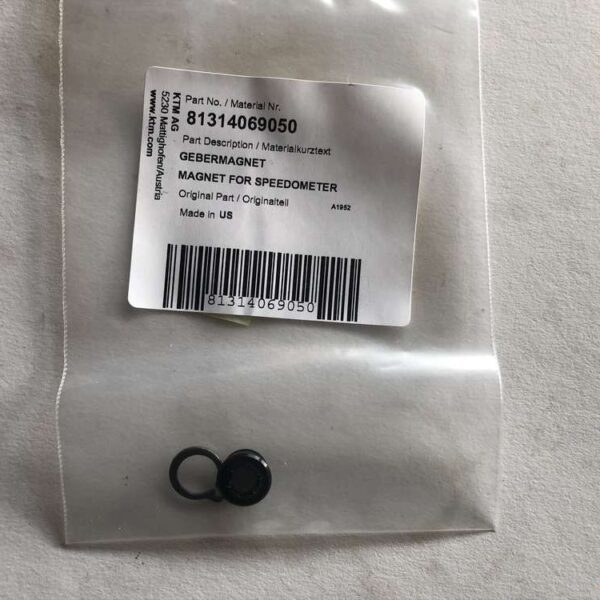 KTM AG
5230 Mattighofen/Austria
www.ktm.com
Part No. / Material Nr.
81314069050
Part Description / Materialkurztext
GEBERMAGNET
MAGNET FOR SPEEDOMETER
Original Part / Originalteil
A1952
Made in US
81314069050